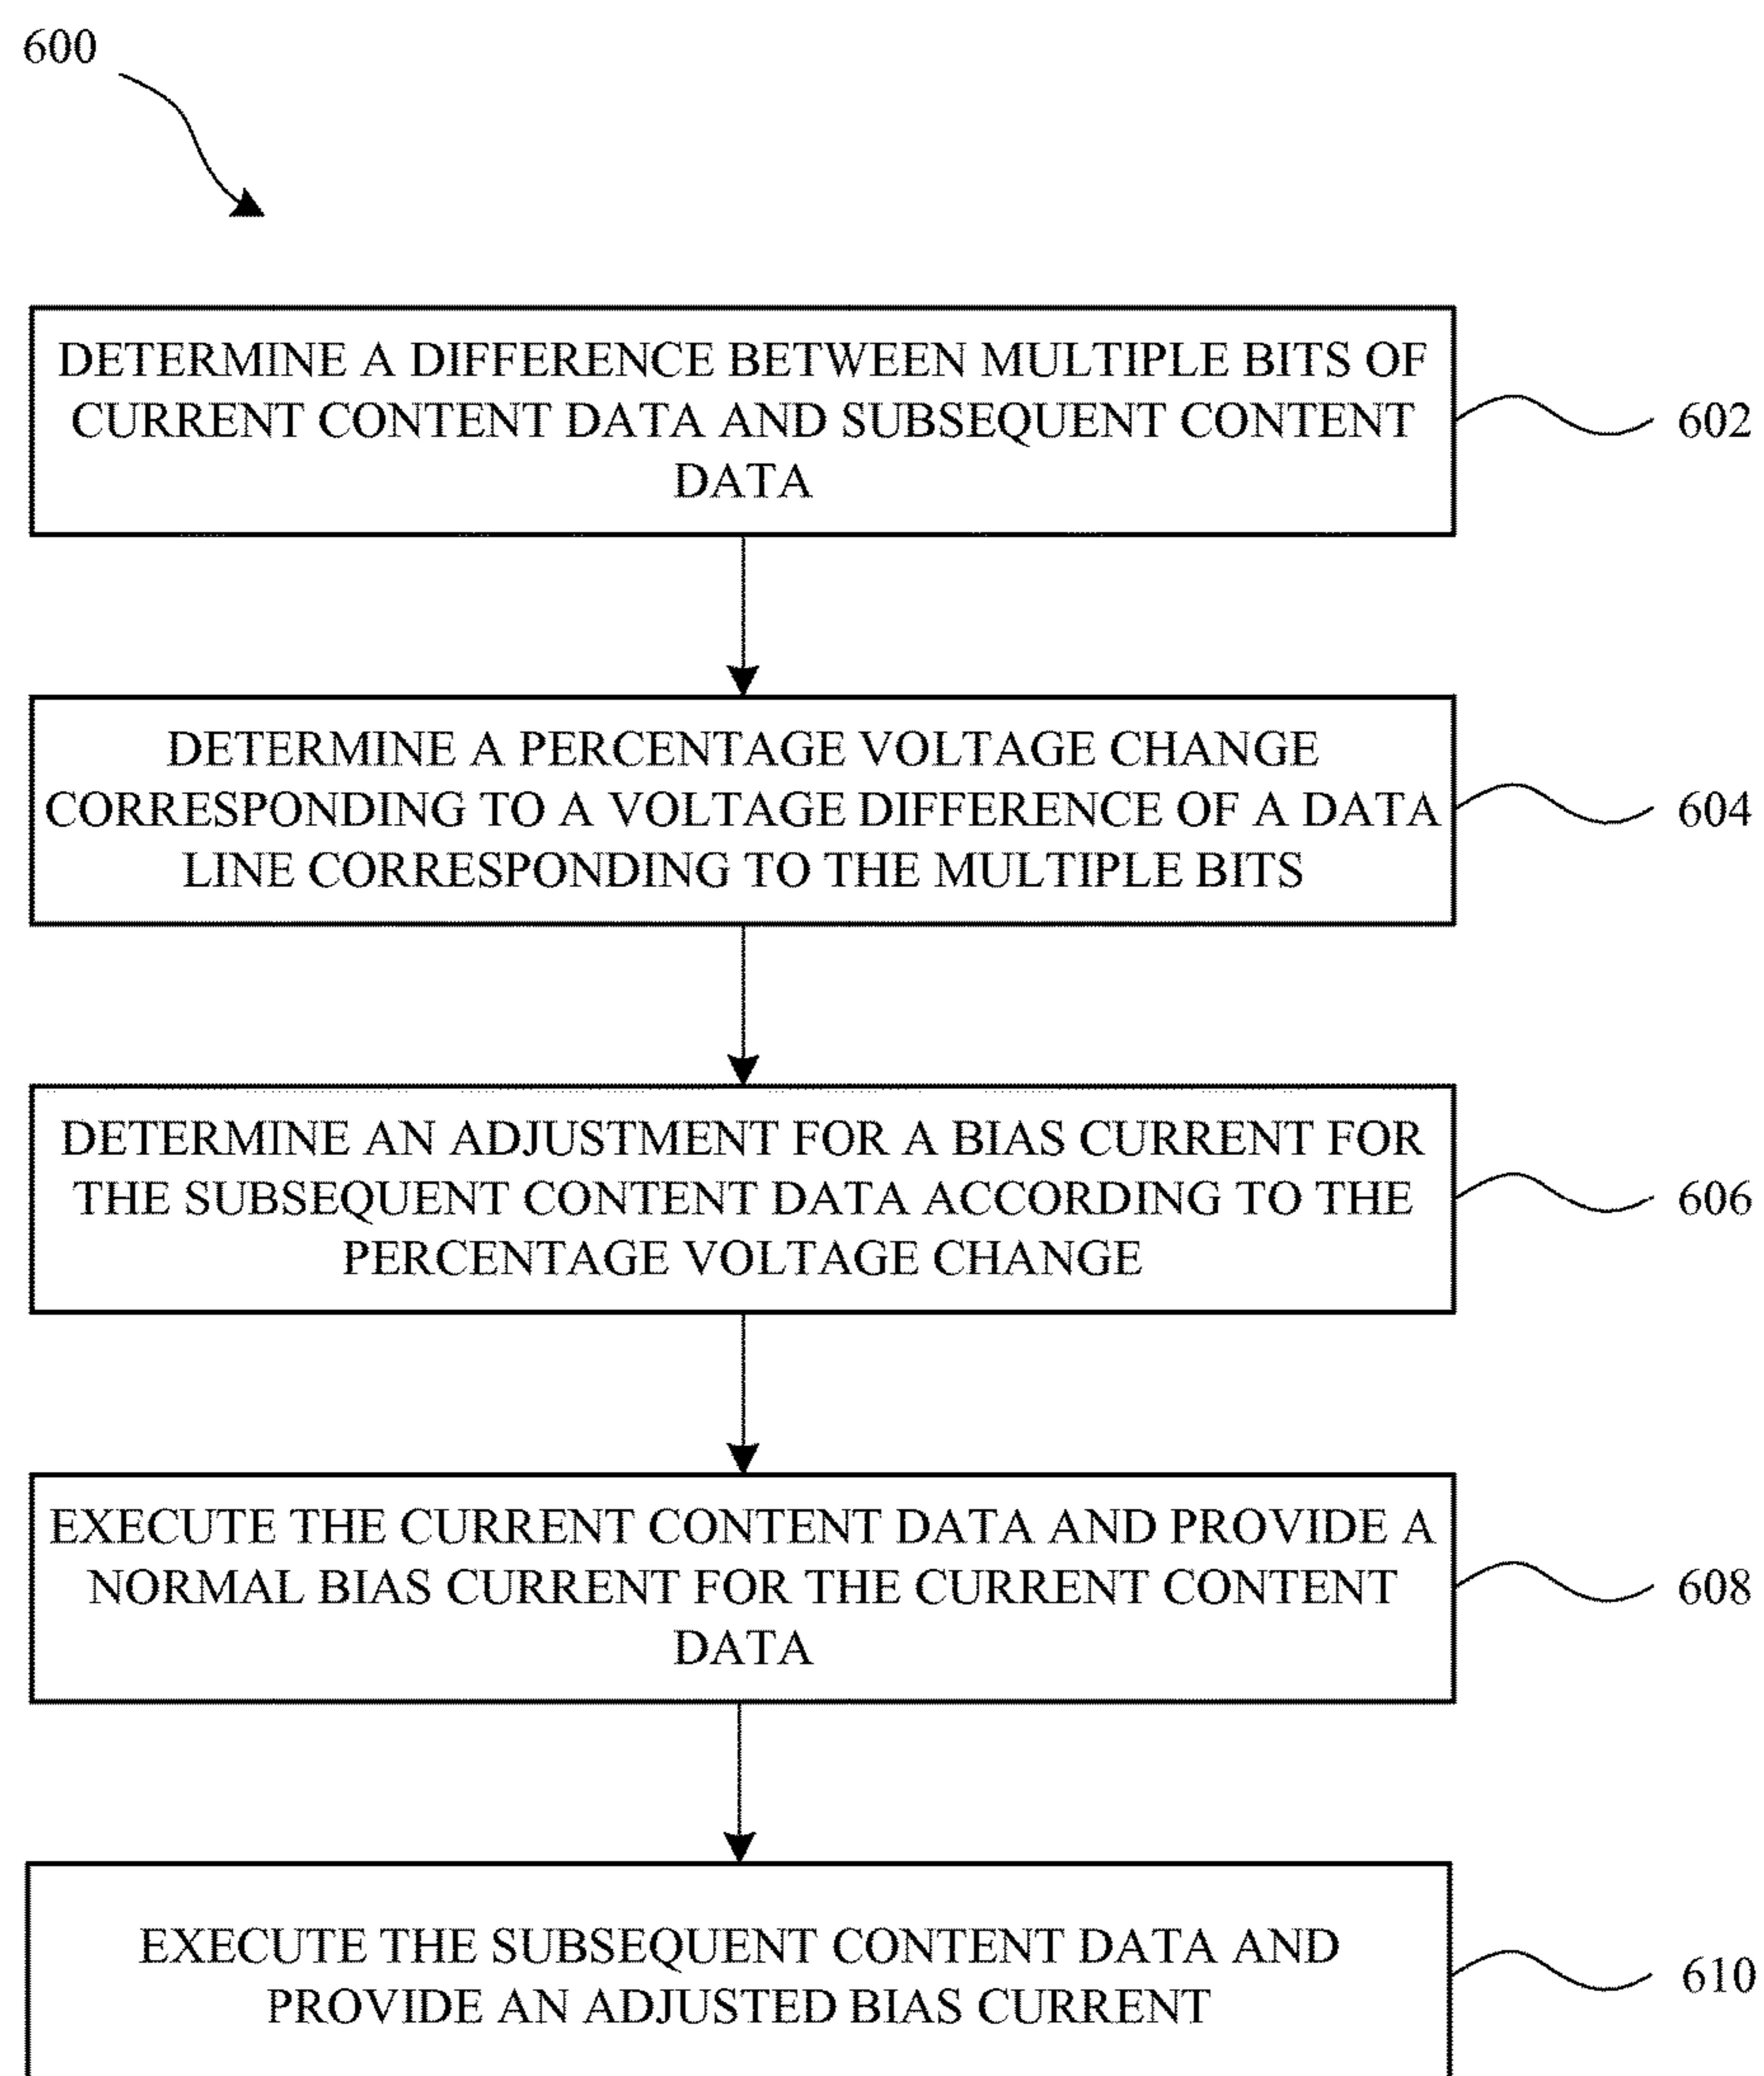 600
DETERMINE A DIFFERENCE BETWEEN MULTIPLE BITS OF
CURRENT CONTENT DATA AND SUBSEQUENT CONTENT
DATA
602
DETERMINE A PERCENTAGE VOLTAGE CHANGE
CORRESPONDING TO A VOLTAGE DIFFERENCE OF A DATA
LINE CORRESPONDING TO THE MULTIPLE BITS
604
DETERMINE AN ADJUSTMENT FOR A BIAS CURRENT FOR
THE SUBSEQUENT CONTENT DATA ACCORDING TO THE
PERCENTAGE VOLTAGE CHANGE
606
EXECUTE THE CURRENT CONTENT DATA AND PROVIDE A
NORMAL BIAS CURRENT FOR THE CURRENT CONTENT
DATA
608
EXECUTE THE SUBSEQUENT CONTENT DATA AND
PROVIDE AN ADJUSTED BIAS CURRENT
610